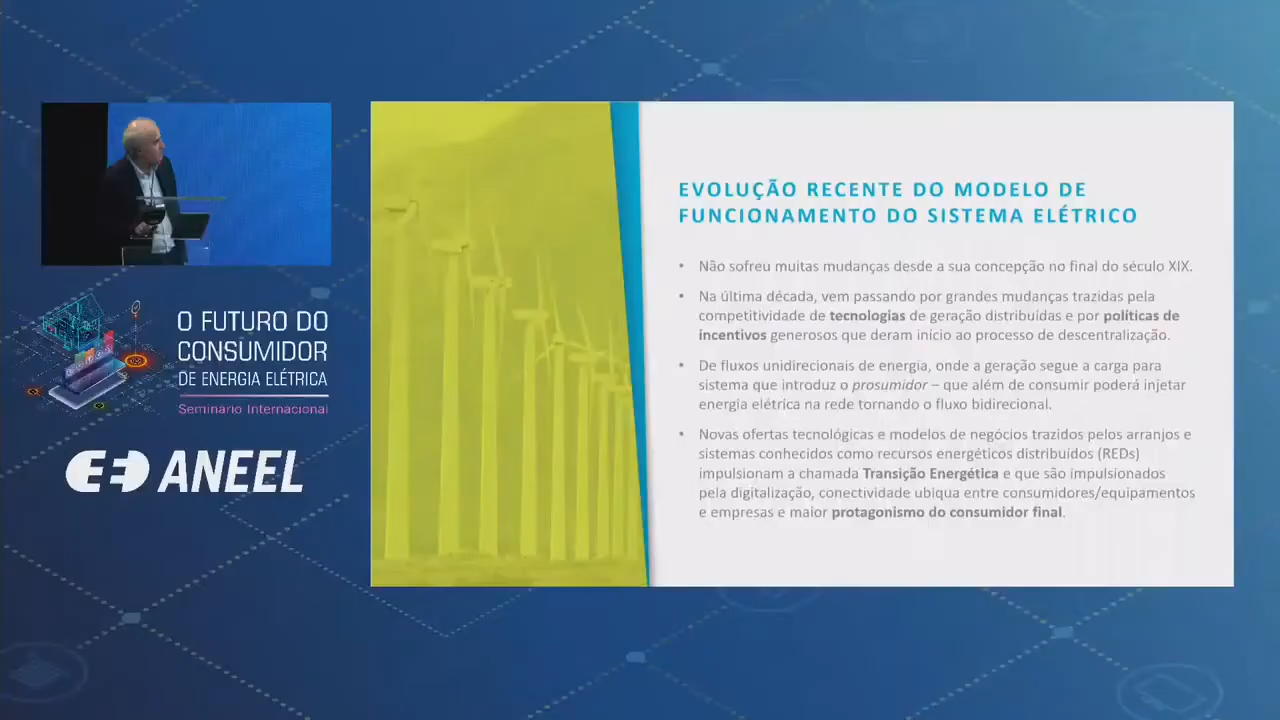 O FUTURO DO
CONSUMIDOR
DE ENERGIA ELÉTRICA
Seminário Internacional
ANEEL
EVOLUÇÃO RECENTE DO MODELO DE
FUNCIONAMENTO DO SISTEMA ELÉTRICO
• Não sofreu muitas mudanças desde a sua concepção no final do século XIX.
• Na última década, vem passando por grandes mudanças trazidas pela
competitividade de tecnologias de geração distribuídas e por políticas de
incentivos generosos que deram início ao processo de descentralização.
• De fluxos unidirecionais de energia, onde a geração segue a carga para
sistema que introduz o prosumidor – que além de consumir poderá injetar
energia elétrica na rede tornando o fluxo bidirecional.
• Novas ofertas tecnológicas e modelos de negócios trazidos pelos arranjos e
sistemas conhecidos como recursos energéticos distribuídos (REDs)
impulsionam a chamada Transição Energética e que são impulsionados
pela digitalização, conectividade ubiqua entre consumidores/equipamentos
e empresas e maior protagonismo do consumidor final.